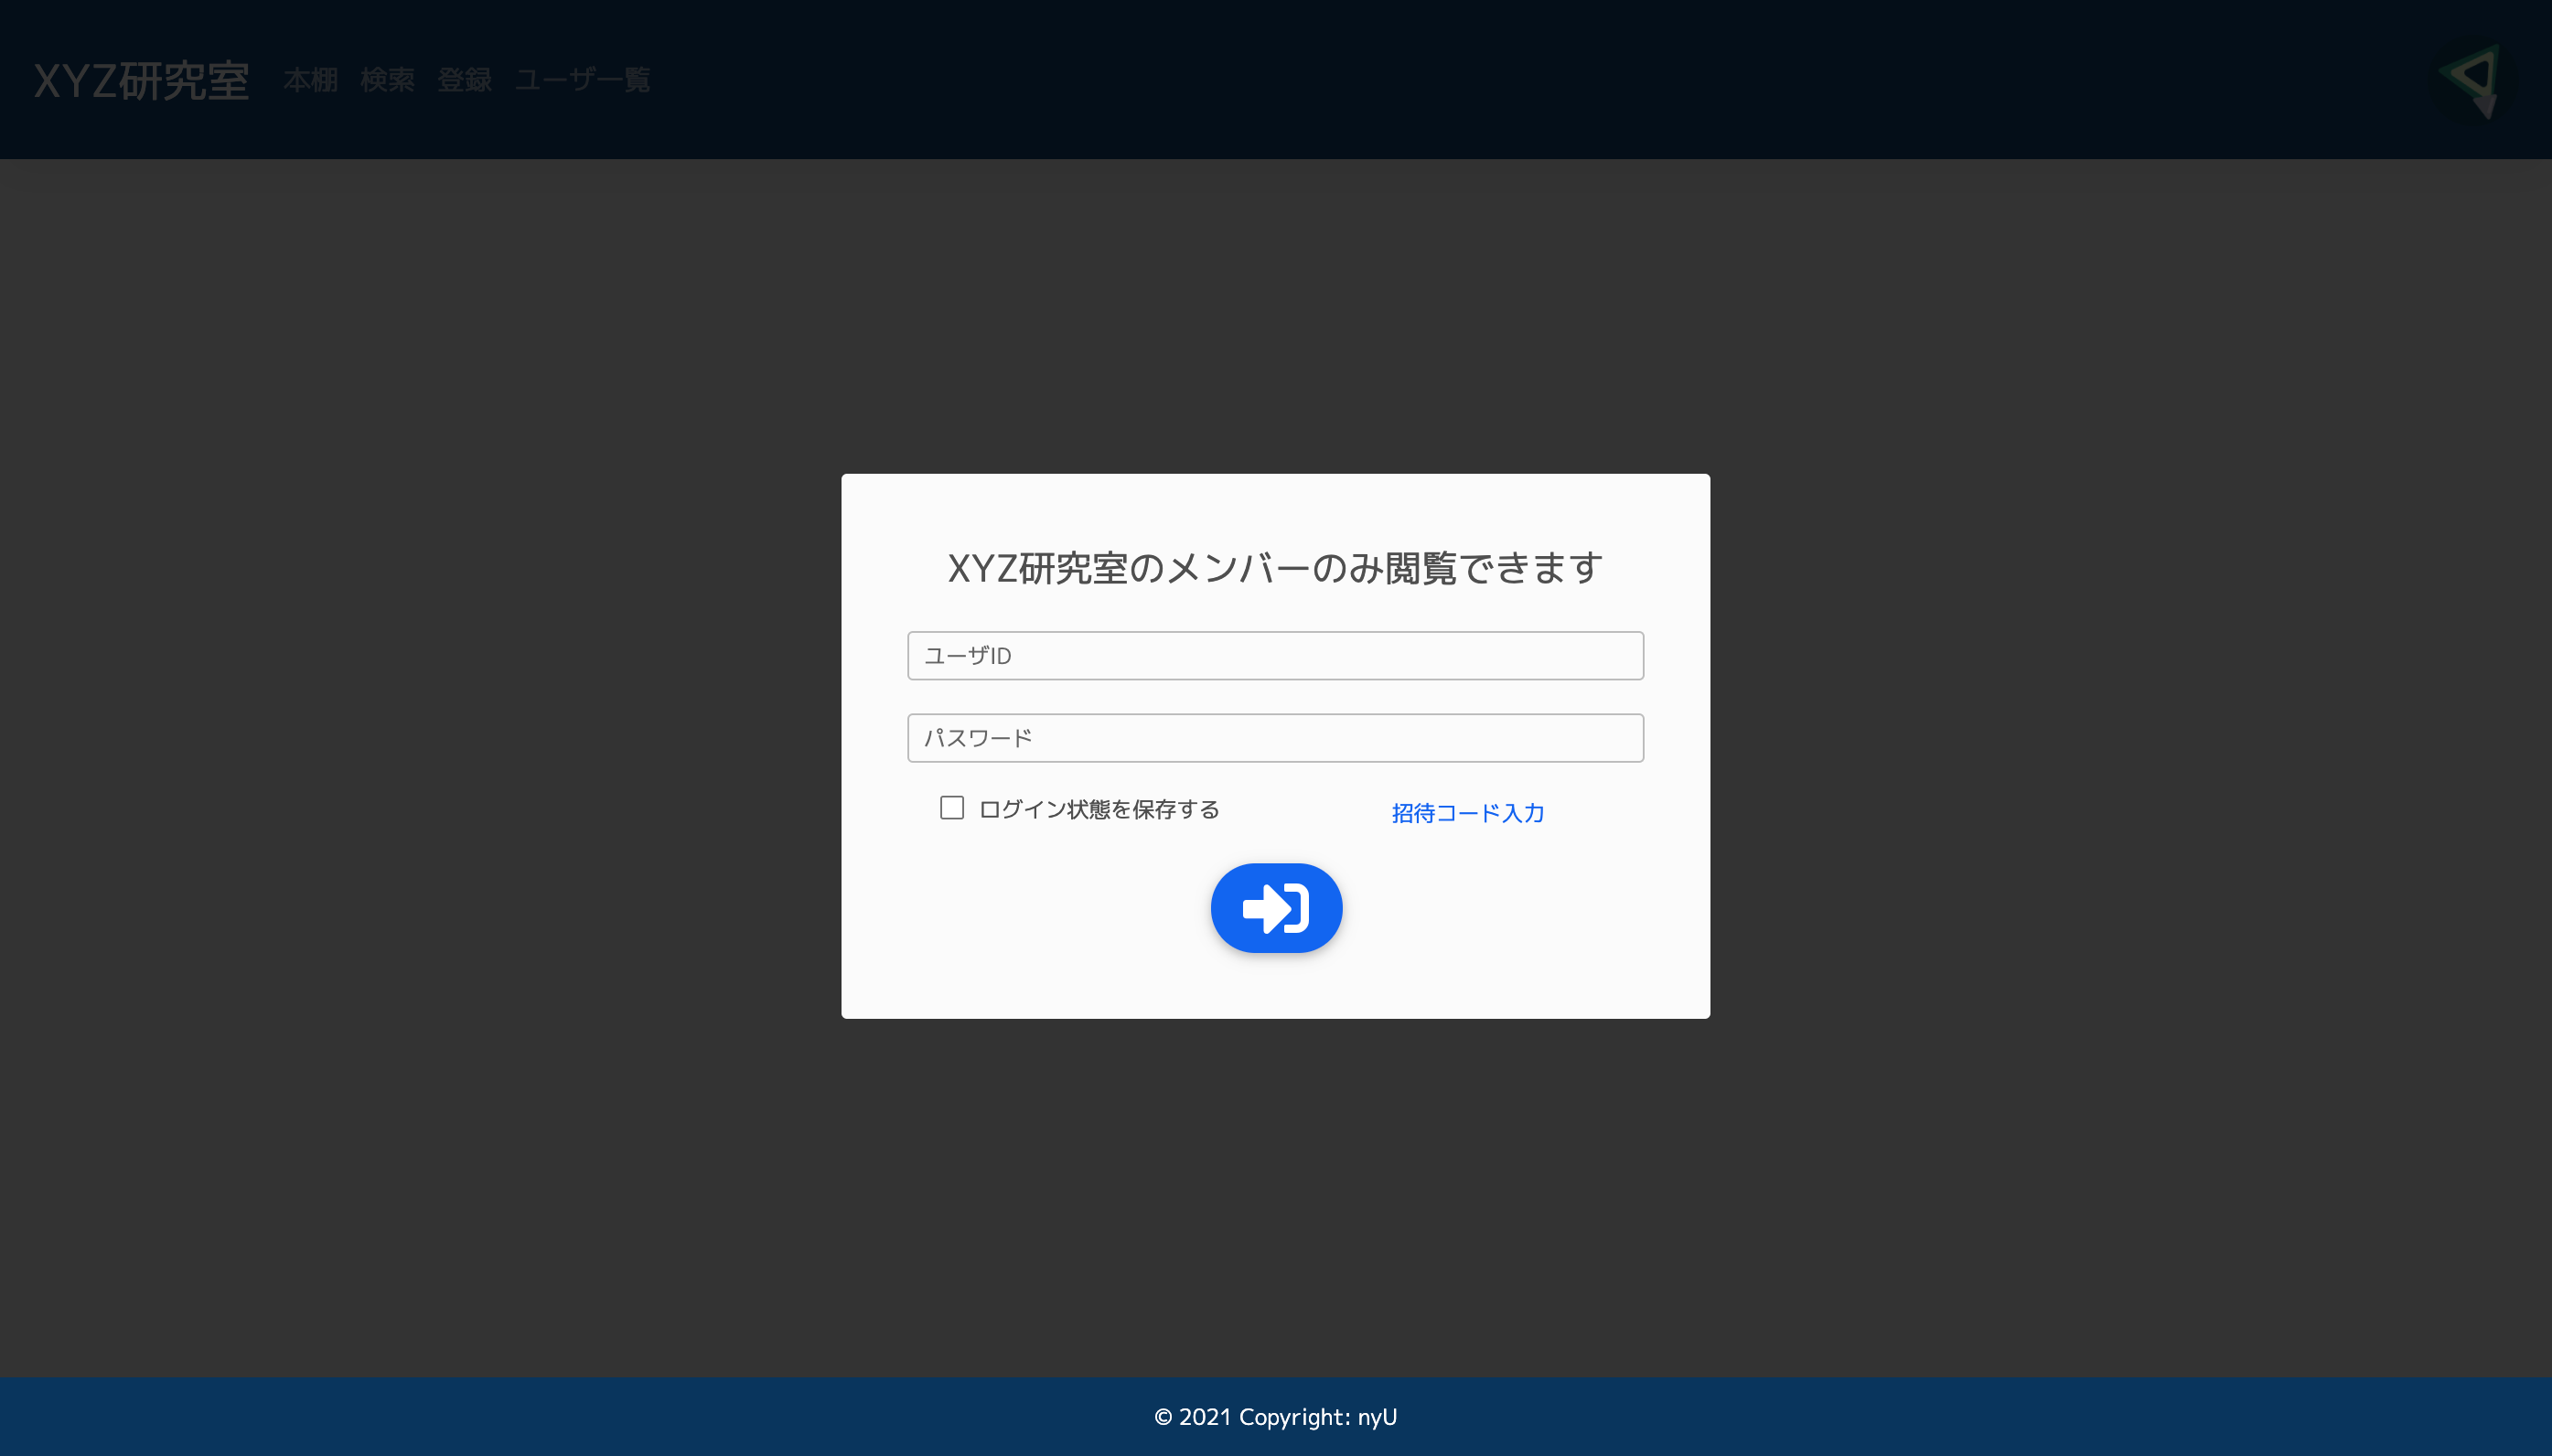 XYZ研究室 本棚 検索 登録 ユーザ一覧
XYZ研究室のメンバーのみ閲覧できます
ユーザID
パスワード
ログイン状態を保存する 招待コード入力
© 2021 Copyright: nyU